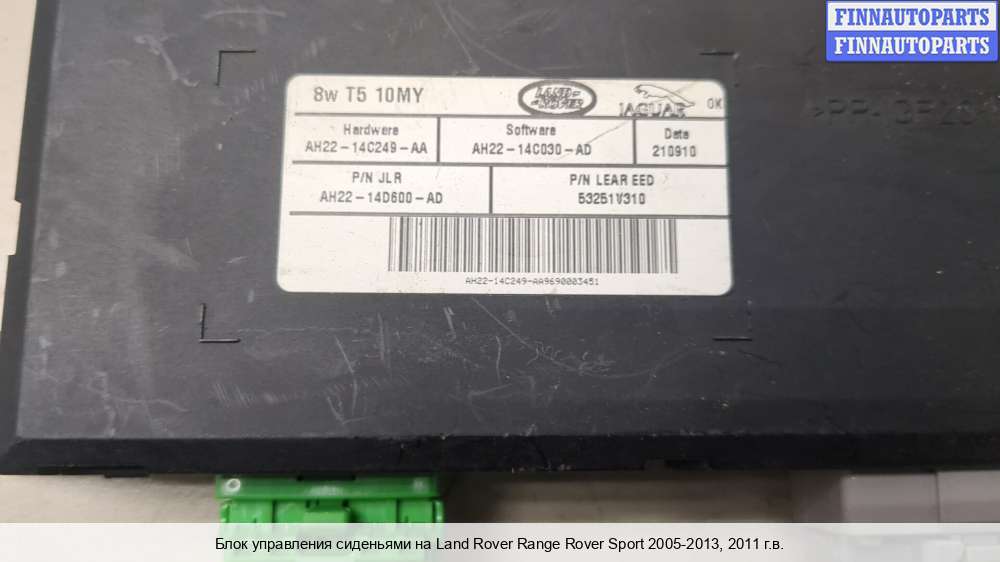 FINNAUTOPARTS
FINNAUTOPARTS
8w T5 10MY
LAND-
-ROVER
JAGUAR
OK
Hardware
AH22-14C249-AA
Software
AH22-14C030-AD
Date
210910
P/N JLR
AH22-14D600-AD
P/N LEAR EED
53251V310
AH22-14C249-AA9690003451
Блок управления сиденьями на Land Rover Range Rover Sport 2005-2013, 2011 г.в.